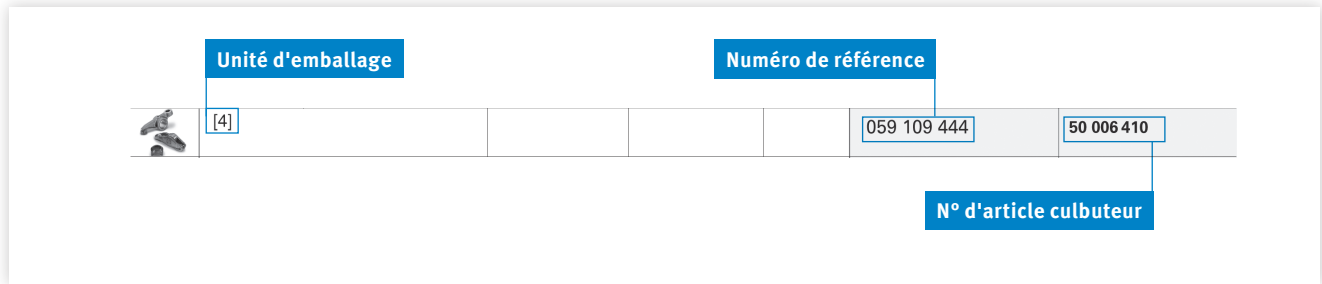 Unité d'emballage
Numéro de référence
[4]
059 109 444
50 006 410
N° d'article culbuteur